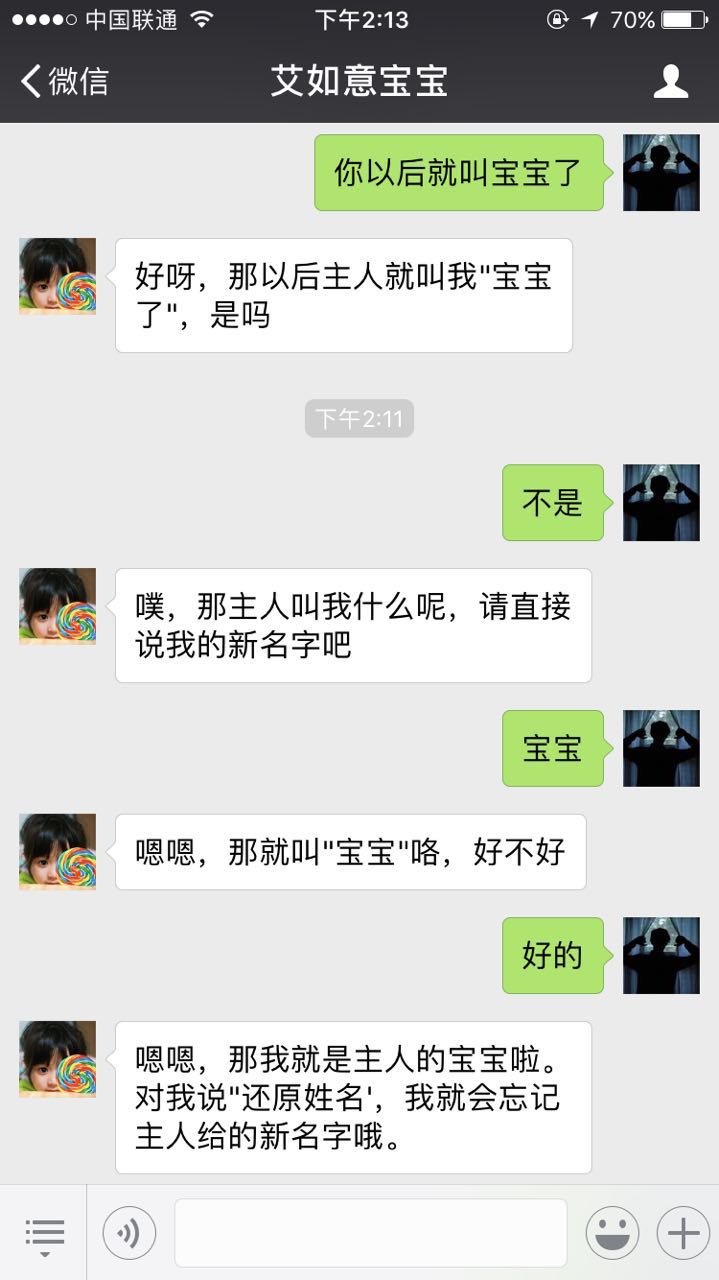 中国联通 下午2:13 70%
微信 艾如意宝宝
你以后就叫宝宝了
好呀，那以后主人就叫我"宝宝
了"，是吗
下午2:11
不是
噗，那主人叫我什么呢，请直接
说我的新名字吧
宝宝
嗯嗯，那就叫"宝宝"咯，好不好
好的
嗯嗯，那我就是主人的宝宝啦。
对我说"还原姓名'，我就会忘记
主人给的新名字哦。